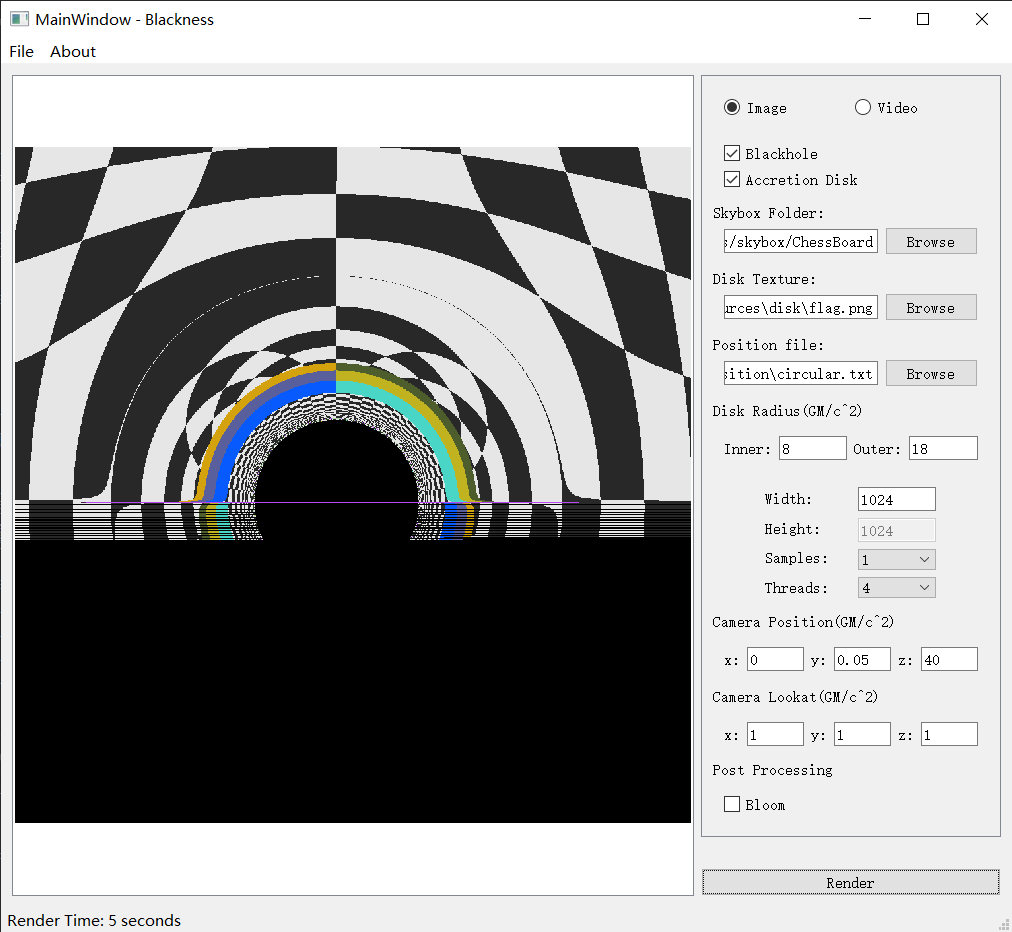 MainWindow - Blackness
File About
Image Video
Blackhole
Accretion Disk
Skybox Folder:
s/skybox/ChessBoard Browse
Disk Texture:
urces\disk\flag.png Browse
Position file:
sition\circular.txt Browse
Disk Radius(GM/c^2)
Inner: 8 Outer: 18
Width: 1024
Height: 1024
Samples: 1
Threads: 4
Camera Position(GM/c^2)
x: 0 y: 0.05 z: 40
Camera Lookat(GM/c^2)
x: 1 y: 1 z: 1
Post Processing
Bloom
Render
Render Time: 5 seconds